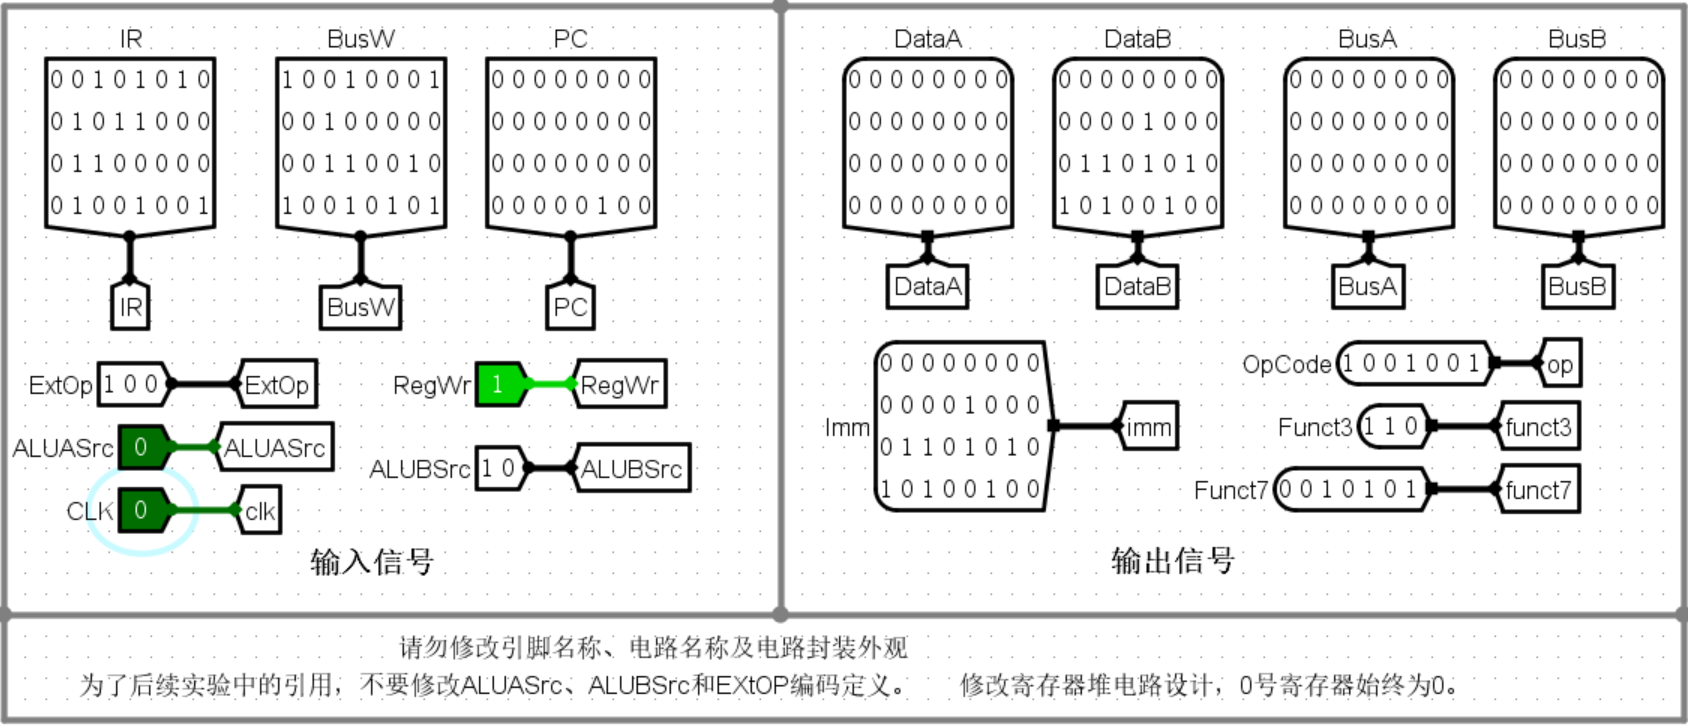 IR BusW PC
0 0 1 0 1 0 1 0
0 1 0 1 1 0 0 0
0 1 1 0 0 0 0 0
0 1 0 0 1 0 0 1
1 0 0 1 0 0 0 1
0 0 1 0 0 0 0 0
0 0 1 1 0 0 1 0
1 0 0 1 0 1 0 1
0 0 0 0 0 0 0 0
0 0 0 0 0 0 0 0
0 0 0 0 0 0 0 0
0 0 0 0 0 1 0 0
IR BusW PC
ExtOp 1 0 0 ExtOp
RegWr 1 RegWr
ALUASrc 0 ALUASrc
ALUBSrc 1 0 ALUBSrc
CLK 0 clk
输入信号
DataA DataB BusA BusB
0 0 0 0 0 0 0 0
0 0 0 0 0 0 0 0
0 0 0 0 0 0 0 0
0 0 0 0 0 0 0 0
0 0 0 0 0 0 0 0
0 0 0 0 1 0 0 0
0 1 1 0 1 0 1 0
1 0 1 0 0 1 0 0
0 0 0 0 0 0 0 0
0 0 0 0 0 0 0 0
0 0 0 0 0 0 0 0
0 0 0 0 0 0 0 0
0 0 0 0 0 0 0 0
0 0 0 0 0 0 0 0
0 0 0 0 0 0 0 0
0 0 0 0 0 0 0 0
DataA DataB BusA BusB
Imm
0 0 0 0 0 0 0 0
0 0 0 0 1 0 0 0
0 1 1 0 1 0 1 0
1 0 1 0 0 1 0 0
imm
OpCode 1 0 0 1 0 0 1 op
Funct3 1 1 0 funct3
Funct7 0 0 1 0 1 0 1 funct7
输出信号
请勿修改引脚名称、电路名称及电路封装外观
为了后续实验中的引用，不要修改ALUASrc、ALUBSrc和EXtOP编码定义。 修改寄存器堆电路设计，0号寄存器始终为0。